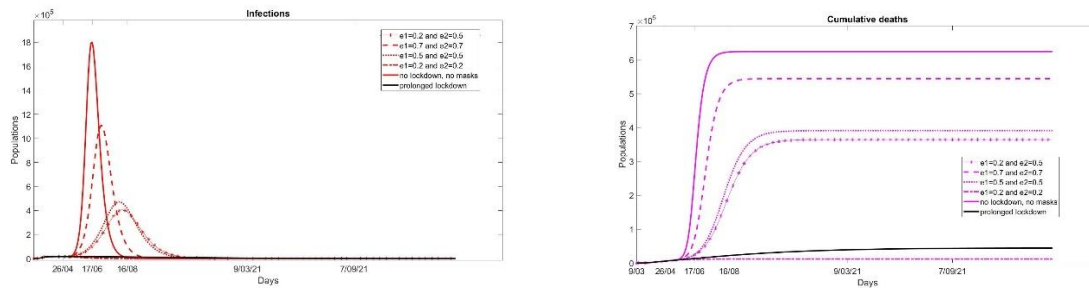 Infections
×10^5
18
16
14
12
10
8
6
4
2
0
Populations
26/04 17/06 16/08 9/03/21 7/09/21
Days
e1=0.2 and e2=0.5
e1=0.7 and e2=0.7
e1=0.5 and e2=0.5
e1=0.2 and e2=0.2
no lockdown, no masks
prolonged lockdown
Cumulative deaths
×10^5
7
6
5
4
3
2
1
0
Populations
9/03 26/04 17/06 16/08 9/03/21 7/09/21
Days
e1=0.2 and e2=0.5
e1=0.7 and e2=0.7
e1=0.5 and e2=0.5
e1=0.2 and e2=0.2
no lockdown, no masks
prolonged lockdown